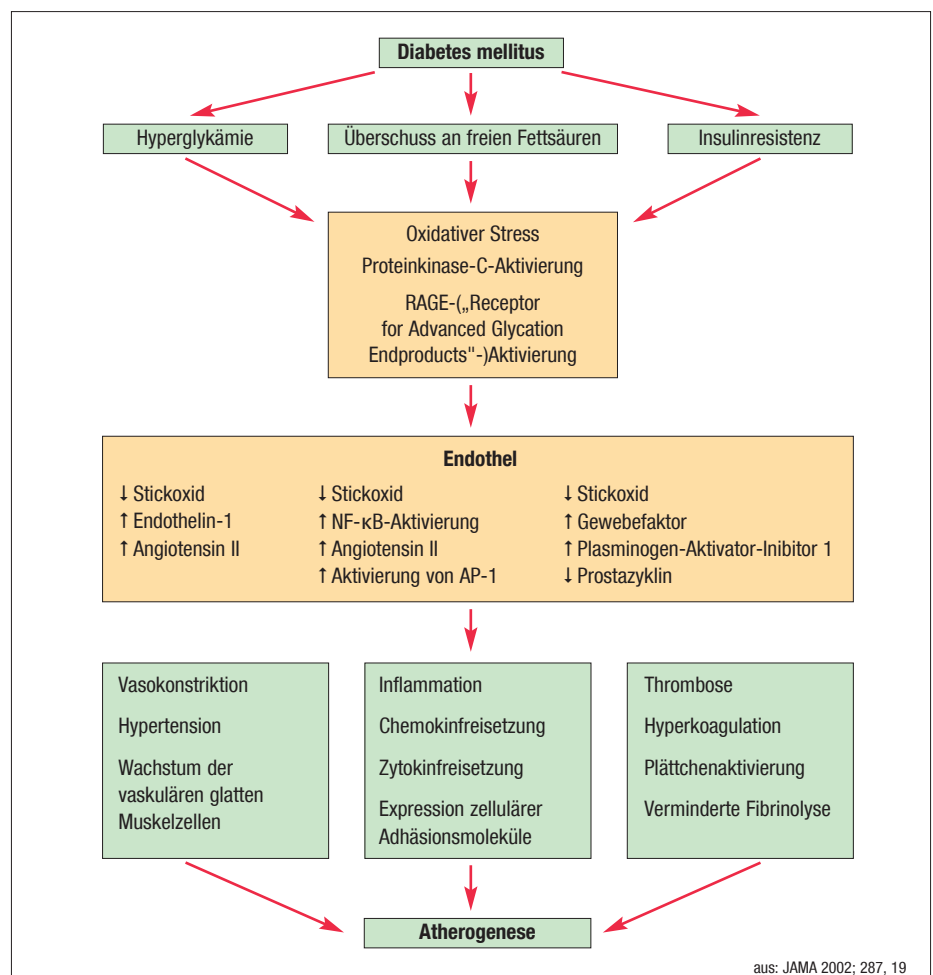 Diabetes mellitus
Hyperglykämie
Überschuss an freien Fettsäuren
Insulinresistenz
Oxidativer Stress
Proteinkinase-C-Aktivierung
RAGE-(„Receptor
for Advanced Glycation
Endproducts"-)Aktivierung
Endothel
↓ Stickoxid
↑ Endothelin-1
↑ Angiotensin II
↓ Stickoxid
↑ NF-κB-Aktivierung
↑ Angiotensin II
↑ Aktivierung von AP-1
↓ Stickoxid
↑ Gewebefaktor
↑ Plasminogen-Aktivator-Inibitor 1
↓ Prostazyklin
Vasokonstriktion
Hypertension
Wachstum der
vaskulären glatten
Muskelzellen
Inflammation
Chemokinfreisetzung
Zytokinfreisetzung
Expression zellulärer
Adhäsionsmoleküle
Thrombose
Hyperkoagulation
Plättchenaktivierung
Verminderte Fibrinolyse
Atherogenese
aus: JAMA 2002; 287, 19